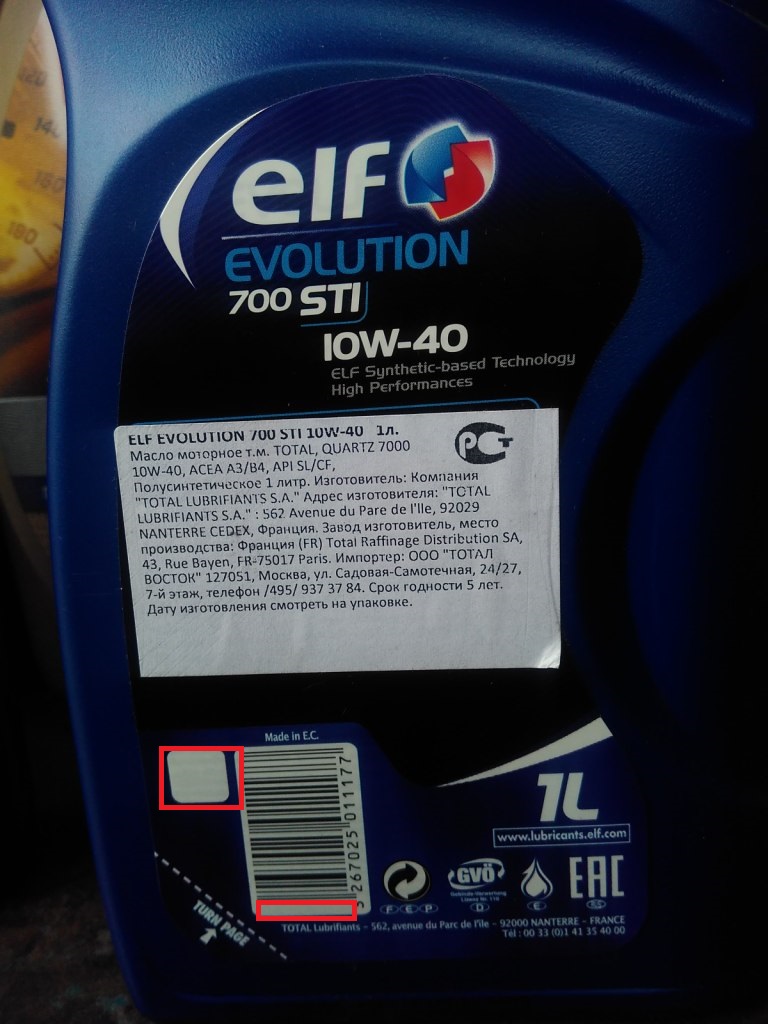 elf
EVOLUTION
700 STI
10W-40
ELF Synthetic-based Technology
High Performances
ELF EVOLUTION 700 STI 10W-40 1л.
Масло моторное т.м. TOTAL, QUARTZ 7000
10W-40, ACEA A3/B4, API SL/CF,
Полусинтетическое 1 литр. Изготовитель: Компания
"TOTAL LUBRIFIANTS S.A." Адрес изготовителя: "TOTAL
LUBRIFIANTS S.A." : 562 Avenue du Pare de l'Ile, 92029
NANTERRE CEDEX, Франция. Завод изготовитель, место
производства: Франция (FR) Total Raffinage Distribution SA,
43, Rue Bayen, FR-75017 Paris. Импортер: ООО "ТОТАЛ
ВОСТОК" 127051, Москва, ул. Садовая-Самотечная, 24/27,
7-й этаж, телефон /495/ 937 37 84. Срок годности 5 лет.
Дату изготовления смотреть на упаковке.
РСТ
Made in E.C.
3 267025 011177
1L
www.lubricants.elf.com
GVÖ
EAC
F E P
D
E
TURN PAGE
TOTAL Lubrifiants - 562, avenue du Parc de l'Ile - 92000 NANTERRE - FRANCE
Tél : 00 33 (0)1 41 35 40 00